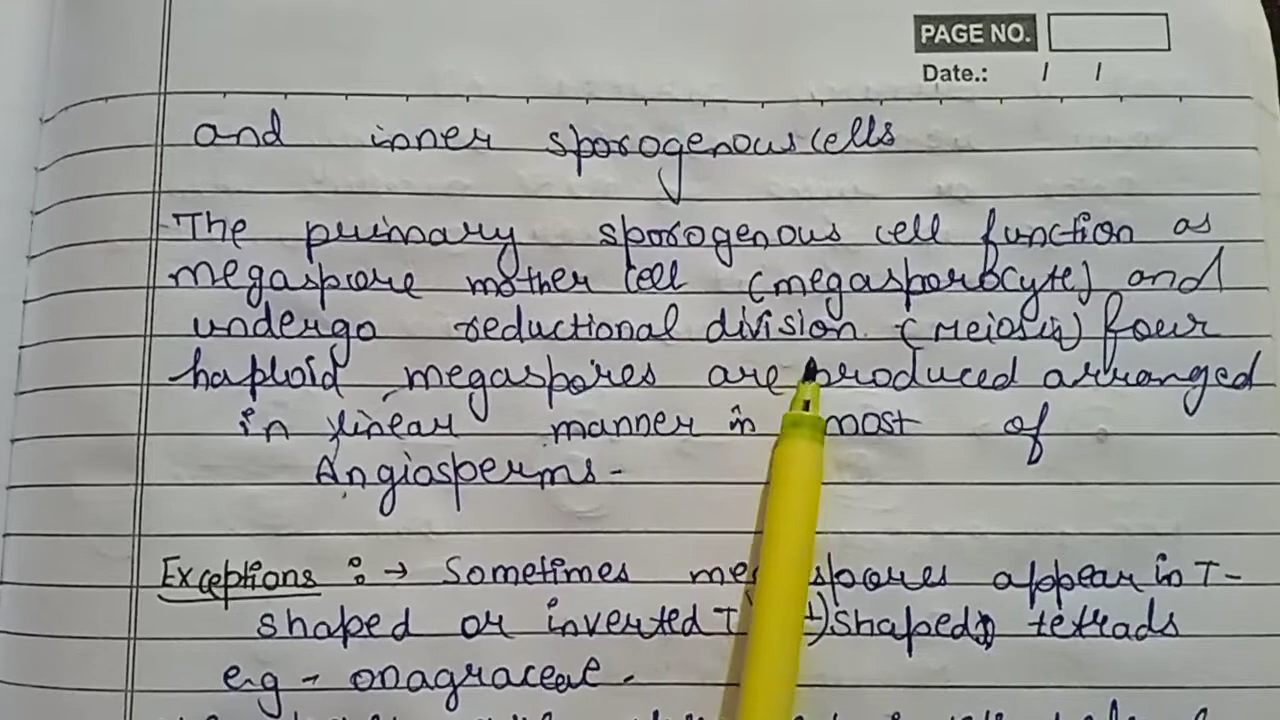 PAGE NO.
Date.: / /
and inner sporogenous cells
The primary sporogenous cell function as
megaspore mother cell (megasporocyte) and
undergo reductional division (Meiosis) four
haploid megaspores are produced arranged
in linear manner in most of
Angiosperms-
Exceptions :→ Sometimes megaspores appear in T-
shaped or inverted T (⊥) shaped tetrads
e.g - onagraceae.